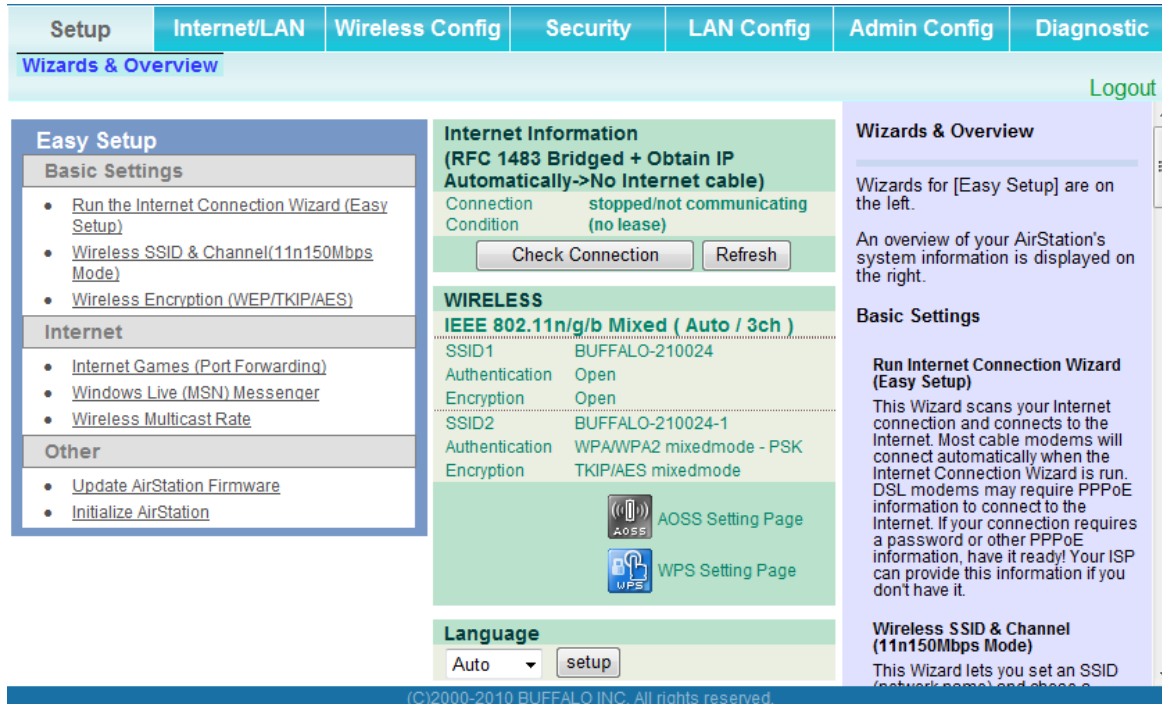 Setup
Internet/LAN
Wireless Config
Security
LAN Config
Admin Config
Diagnostic
Wizards & Overview
Logout
Easy Setup
Basic Settings
Run the Internet Connection Wizard (Easy
Setup)
Wireless SSID & Channel(11n150Mbps
Mode)
Wireless Encryption (WEP/TKIP/AES)
Internet
Internet Games (Port Forwarding)
Windows Live (MSN) Messenger
Wireless Multicast Rate
Other
Update AirStation Firmware
Initialize AirStation
Internet Information
(RFC 1483 Bridged + Obtain IP
Automatically->No Internet cable)
Connection stopped/not communicating
Condition (no lease)
Check Connection Refresh
WIRELESS
IEEE 802.11n/g/b Mixed ( Auto / 3ch )
SSID1 BUFFALO-210024
Authentication Open
Encryption Open
SSID2 BUFFALO-210024-1
Authentication WPA/WPA2 mixedmode - PSK
Encryption TKIP/AES mixedmode
AOSS AOSS Setting Page
WPS WPS Setting Page
Language
Auto setup
Wizards & Overview
Wizards for [Easy Setup] are on
the left.
An overview of your AirStation's
system information is displayed on
the right.
Basic Settings
Run Internet Connection Wizard
(Easy Setup)
This Wizard scans your Internet
connection and connects to the
Internet. Most cable modems will
connect automatically when the
Internet Connection Wizard is run.
DSL modems may require PPPoE
information to connect to the
Internet. If your connection requires
a password or other PPPoE
information, have it ready! Your ISP
can provide this information if you
don't have it.
Wireless SSID & Channel
(11n150Mbps Mode)
This Wizard lets you set an SSID
(network name) and chose a
(C)2000-2010 BUFFALO INC. All rights reserved.